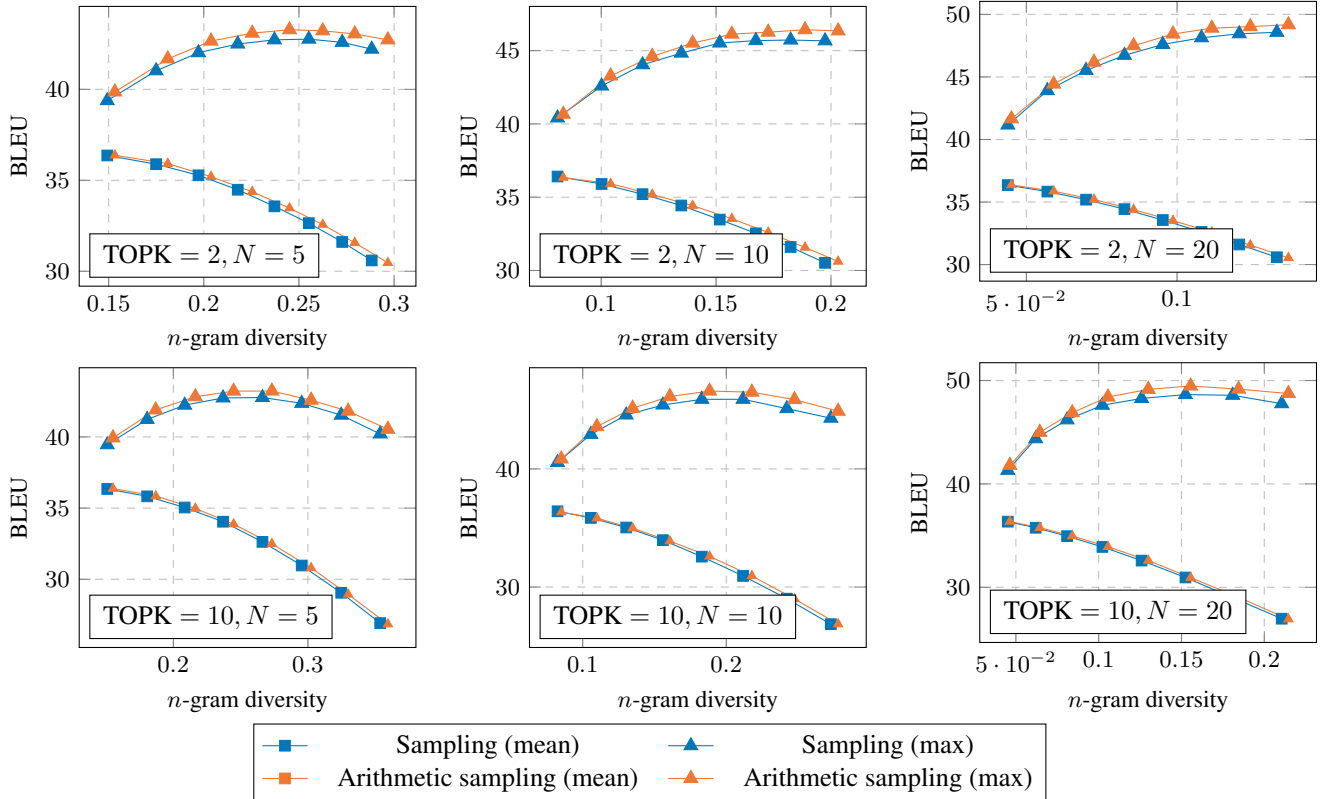 BLEU
40
35
30
TOPK = 2, N = 5
0.15 0.2 0.25 0.3
n-gram diversity
BLEU
45
40
35
30
TOPK = 2, N = 10
0.1 0.15 0.2
n-gram diversity
BLEU
50
45
40
35
30
TOPK = 2, N = 20
5 · 10⁻² 0.1
n-gram diversity
BLEU
40
35
30
TOPK = 10, N = 5
0.2 0.3
n-gram diversity
BLEU
40
30
TOPK = 10, N = 10
0.1 0.2
n-gram diversity
BLEU
50
40
30
TOPK = 10, N = 20
5 · 10⁻² 0.1 0.15 0.2
n-gram diversity
Sampling (mean) Sampling (max)
Arithmetic sampling (mean) Arithmetic sampling (max)